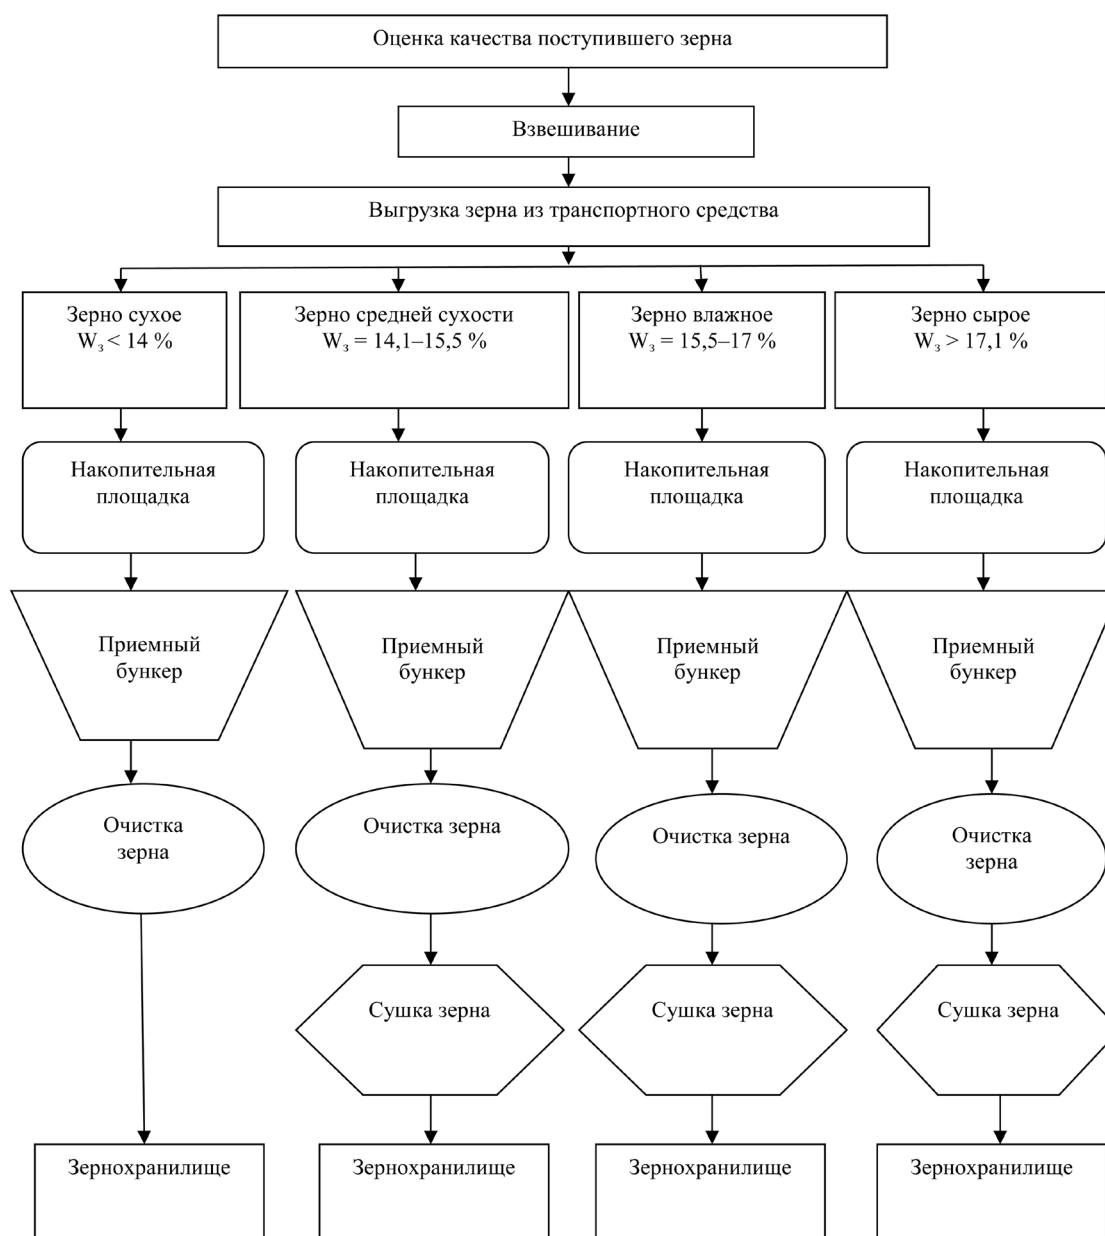 Оценка качества поступившего зерна
Взвешивание
Выгрузка зерна из транспортного средства
Зерно сухое
Wз < 14 %
Зерно средней сухости
Wз = 14,1–15,5 %
Зерно влажное
Wз = 15,5–17 %
Зерно сырое
Wз > 17,1 %
Накопительная
площадка
Накопительная
площадка
Накопительная
площадка
Накопительная
площадка
Приемный
бункер
Приемный
бункер
Приемный
бункер
Приемный
бункер
Очистка
зерна
Очистка зерна
Очистка зерна
Очистка
зерна
Сушка зерна
Сушка зерна
Сушка зерна
Зернохранилище
Зернохранилище
Зернохранилище
Зернохранилище